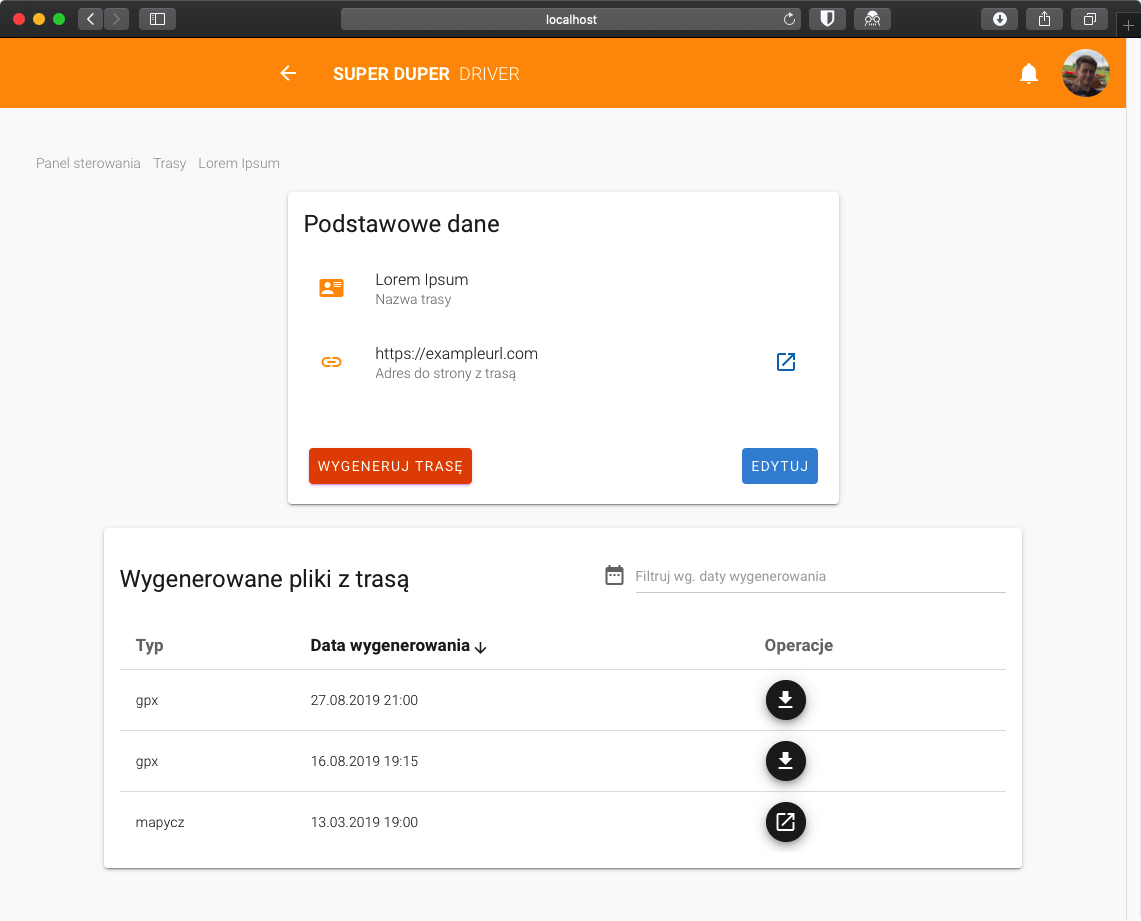 localhost
SUPER DUPER DRIVER
Panel sterowania Trasy Lorem Ipsum
Podstawowe dane
Lorem Ipsum
Nazwa trasy
https://exampleurl.com
Adres do strony z trasą
WYGENERUJ TRASĘ EDYTUJ
Wygenerowane pliki z trasą Filtruj wg. daty wygenerowania
Typ Data wygenerowania Operacje
gpx 27.08.2019 21:00
gpx 16.08.2019 19:15
mapycz 13.03.2019 19:00